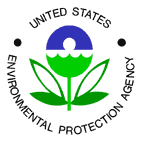 UNITED STATES
ENVIRONMENTAL PROTECTION AGENCY